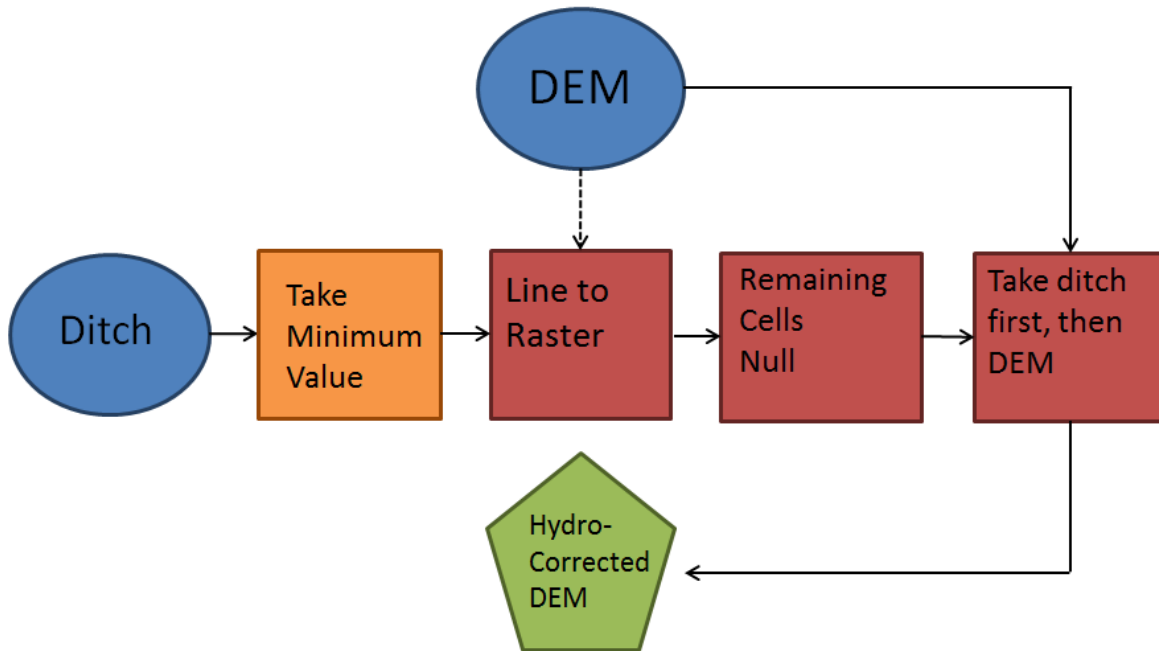 DEM
Ditch
Take
Minimum
Value
Line to
Raster
Remaining
Cells
Null
Take ditch
first, then
DEM
Hydro-
Corrected
DEM